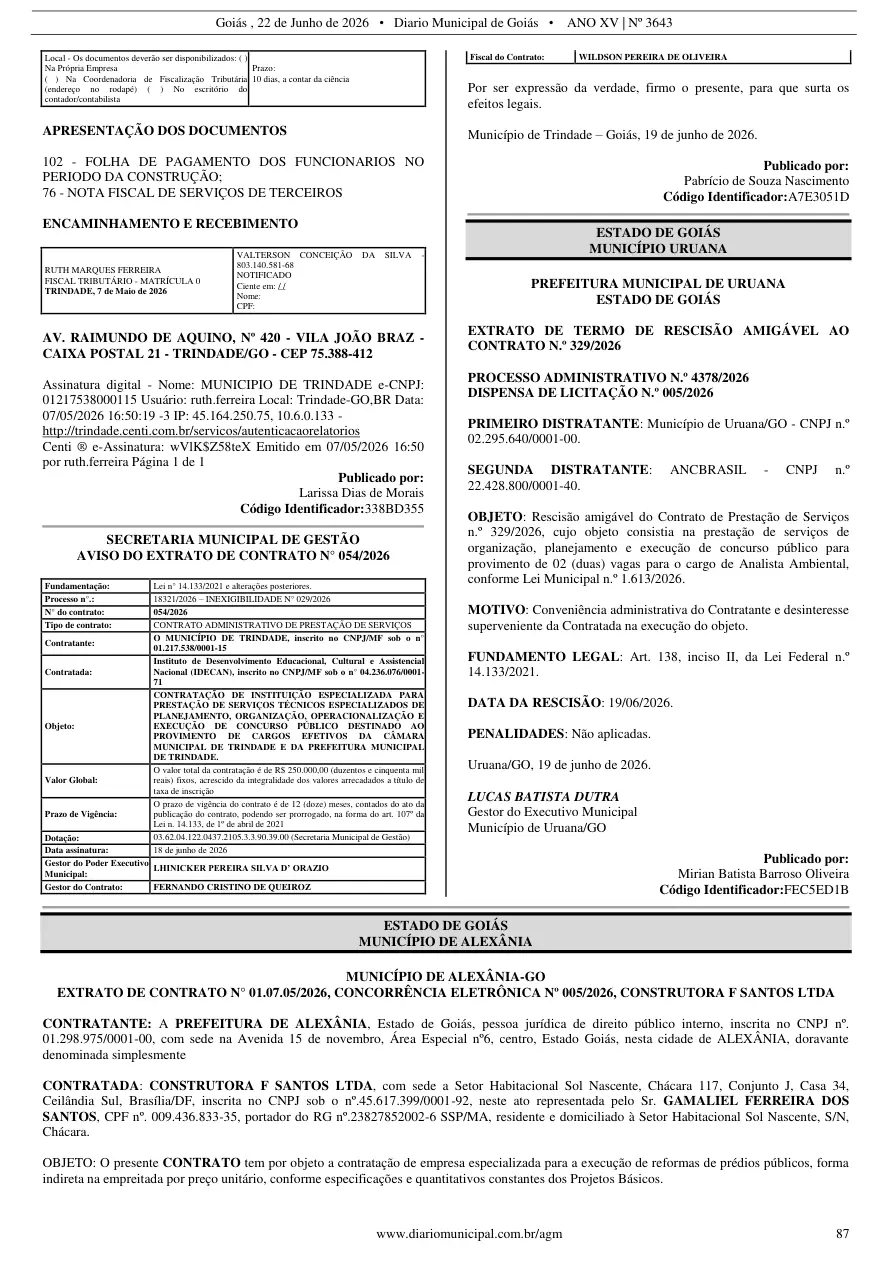 Goiás , 22 de Junho de 2026 • Diario Municipal de Goiás • ANO XV | Nº 3643
Local - Os documentos deverão ser disponibilizados: ( )
Na Própria Empresa
( ) Na Coordenadoria de Fiscalização Tributária
(endereço no rodapé) ( ) No escritório do
contador/contabilista
Prazo:
10 dias, a contar da ciência
APRESENTAÇÃO DOS DOCUMENTOS
102 - FOLHA DE PAGAMENTO DOS FUNCIONARIOS NO
PERIODO DA CONSTRUÇÃO;
76 - NOTA FISCAL DE SERVIÇOS DE TERCEIROS
ENCAMINHAMENTO E RECEBIMENTO
RUTH MARQUES FERREIRA
FISCAL TRIBUTÁRIO - MATRÍCULA 0
TRINDADE, 7 de Maio de 2026
VALTERSON CONCEIÇÃO DA SILVA -
803.140.581-68
NOTIFICADO
Ciente em: / /
Nome:
CPF:
AV. RAIMUNDO DE AQUINO, Nº 420 - VILA JOÃO BRAZ -
CAIXA POSTAL 21 - TRINDADE/GO - CEP 75.388-412
Assinatura digital - Nome: MUNICIPIO DE TRINDADE e-CNPJ:
01217538000115 Usuário: ruth.ferreira Local: Trindade-GO,BR Data:
07/05/2026 16:50:19 -3 IP: 45.164.250.75, 10.6.0.133 -
http://trindade.centi.com.br/servicos/autenticacaorelatorios
Centi ® e-Assinatura: wVlK$Z58teX Emitido em 07/05/2026 16:50
por ruth.ferreira Página 1 de 1
Publicado por:
Larissa Dias de Morais
Código Identificador:338BD355
SECRETARIA MUNICIPAL DE GESTÃO
AVISO DO EXTRATO DE CONTRATO N° 054/2026
Fundamentação: Lei n° 14.133/2021 e alterações posteriores.
Processo n°.: 18321/2026 – INEXIGIBILIDADE N° 029/2026
N° do contrato: 054/2026
Tipo de contrato: CONTRATO ADMINISTRATIVO DE PRESTAÇÃO DE SERVIÇOS
Contratante: O MUNICÍPIO DE TRINDADE, inscrito no CNPJ/MF sob o n°
01.217.538/0001-15
Contratada: Instituto de Desenvolvimento Educacional, Cultural e Assistencial
Nacional (IDECAN), inscrito no CNPJ/MF sob o n° 04.236.076/0001-
71
Objeto: CONTRATAÇÃO DE INSTITUIÇÃO ESPECIALIZADA PARA
PRESTAÇÃO DE SERVIÇOS TÉCNICOS ESPECIALIZADOS DE
PLANEJAMENTO, ORGANIZAÇÃO, OPERACIONALIZAÇÃO E
EXECUÇÃO DE CONCURSO PÚBLICO DESTINADO AO
PROVIMENTO DE CARGOS EFETIVOS DA CÂMARA
MUNICIPAL DE TRINDADE E DA PREFEITURA MUNICIPAL
DE TRINDADE.
Valor Global: O valor total da contratação é de R$ 250.000,00 (duzentos e cinquenta mil
reais) fixos, acrescido da integralidade dos valores arrecadados a título de
taxa de inscrição
Prazo de Vigência: O prazo de vigência do contrato é de 12 (doze) meses, contados do ato da
publicação do contrato, podendo ser prorrogado, na forma do art. 107º da
Lei n. 14.133, de 1º de abril de 2021
Dotação: 03.62.04.122.0437.2105.3.3.90.39.00 (Secretaria Municipal de Gestão)
Data assinatura: 18 de junho de 2026
Gestor do Poder Executivo
Municipal: LHINICKER PEREIRA SILVA D’ ORAZIO
Gestor do Contrato: FERNANDO CRISTINO DE QUEIROZ
Fiscal do Contrato: WILDSON PEREIRA DE OLIVEIRA
Por ser expressão da verdade, firmo o presente, para que surta os
efeitos legais.
Município de Trindade – Goiás, 19 de junho de 2026.
Publicado por:
Pabrício de Souza Nascimento
Código Identificador:A7E3051D
ESTADO DE GOIÁS
MUNICÍPIO URUANA
PREFEITURA MUNICIPAL DE URUANA
ESTADO DE GOIÁS
EXTRATO DE TERMO DE RESCISÃO AMIGÁVEL AO
CONTRATO N.º 329/2026
PROCESSO ADMINISTRATIVO N.º 4378/2026
DISPENSA DE LICITAÇÃO N.º 005/2026
PRIMEIRO DISTRATANTE: Município de Uruana/GO - CNPJ n.º
02.295.640/0001-00.
SEGUNDA DISTRATANTE: ANCBRASIL - CNPJ n.º
22.428.800/0001-40.
OBJETO: Rescisão amigável do Contrato de Prestação de Serviços
n.º 329/2026, cujo objeto consistia na prestação de serviços de
organização, planejamento e execução de concurso público para
provimento de 02 (duas) vagas para o cargo de Analista Ambiental,
conforme Lei Municipal n.º 1.613/2026.
MOTIVO: Conveniência administrativa do Contratante e desinteresse
superveniente da Contratada na execução do objeto.
FUNDAMENTO LEGAL: Art. 138, inciso II, da Lei Federal n.º
14.133/2021.
DATA DA RESCISÃO: 19/06/2026.
PENALIDADES: Não aplicadas.
Uruana/GO, 19 de junho de 2026.
LUCAS BATISTA DUTRA
Gestor do Executivo Municipal
Município de Uruana/GO
Publicado por:
Mirian Batista Barroso Oliveira
Código Identificador:FEC5ED1B
ESTADO DE GOIÁS
MUNICÍPIO DE ALEXÂNIA
MUNICÍPIO DE ALEXÂNIA-GO
EXTRATO DE CONTRATO N° 01.07.05/2026, CONCORRÊNCIA ELETRÔNICA Nº 005/2026, CONSTRUTORA F SANTOS LTDA
CONTRATANTE: A PREFEITURA DE ALEXÂNIA, Estado de Goiás, pessoa jurídica de direito público interno, inscrita no CNPJ nº.
01.298.975/0001-00, com sede na Avenida 15 de novembro, Área Especial nº6, centro, Estado Goiás, nesta cidade de ALEXÂNIA, doravante
denominada simplesmente
CONTRATADA: CONSTRUTORA F SANTOS LTDA, com sede a Setor Habitacional Sol Nascente, Chácara 117, Conjunto J, Casa 34,
Ceilândia Sul, Brasília/DF, inscrita no CNPJ sob o nº.45.617.399/0001-92, neste ato representada pelo Sr. GAMALIEL FERREIRA DOS
SANTOS, CPF nº. 009.436.833-35, portador do RG nº.23827852002-6 SSP/MA, residente e domiciliado à Setor Habitacional Sol Nascente, S/N,
Chácara.
OBJETO: O presente CONTRATO tem por objeto a contratação de empresa especializada para a execução de reformas de prédios públicos, forma
indireta na empreitada por preço unitário, conforme especificações e quantitativos constantes dos Projetos Básicos.
www.diariomunicipal.com.br/agm 87